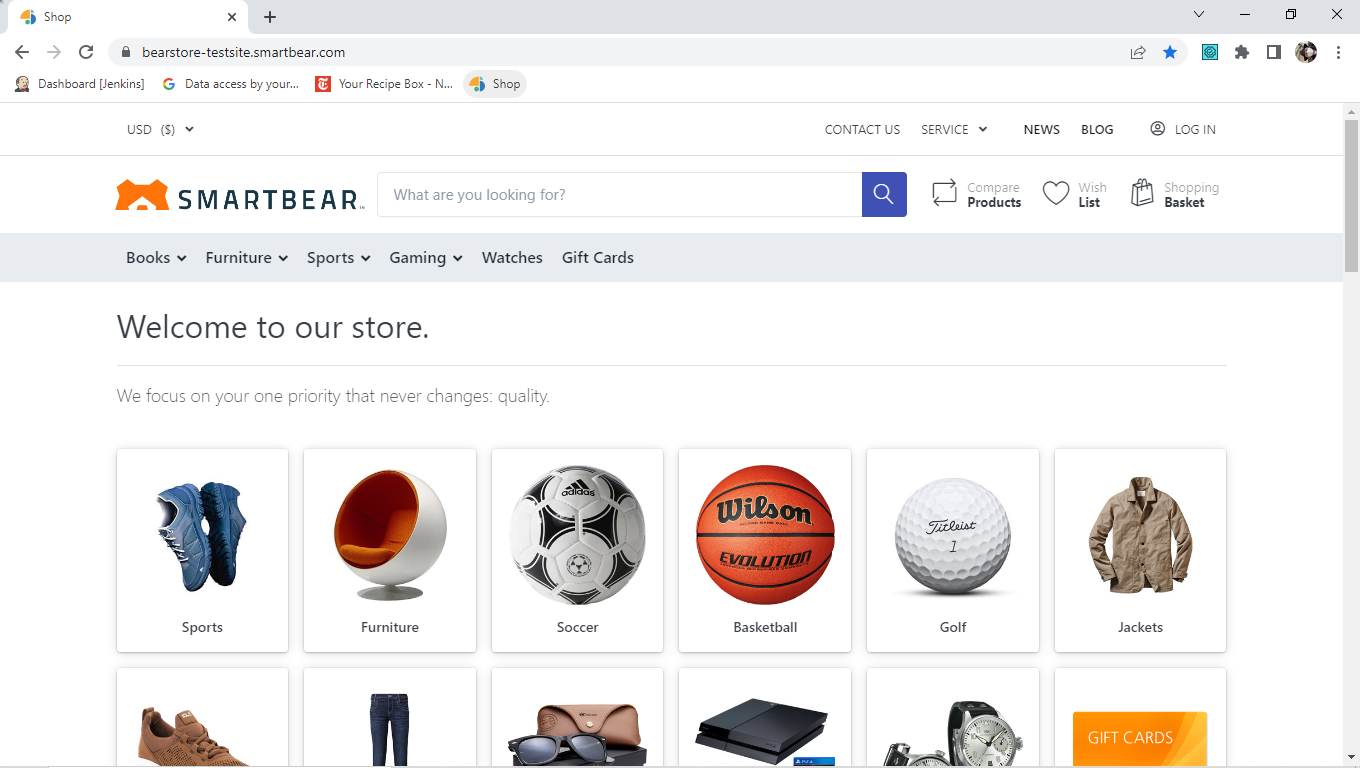 Shop
bearstore-testsite.smartbear.com
Dashboard [Jenkins]
Data access by your...
Your Recipe Box - N...
Shop
USD ($)
CONTACT US
SERVICE
NEWS
BLOG
LOG IN
SMARTBEAR™
What are you looking for?
Compare
Products
Wish
List
Shopping
Basket
Books
Furniture
Sports
Gaming
Watches
Gift Cards
Welcome to our store.
We focus on your one priority that never changes: quality.
adidas
Wilson
EVOLUTION
Titleist
1
Sports
Furniture
Soccer
Basketball
Golf
Jackets
PS4
GIFT CARDS